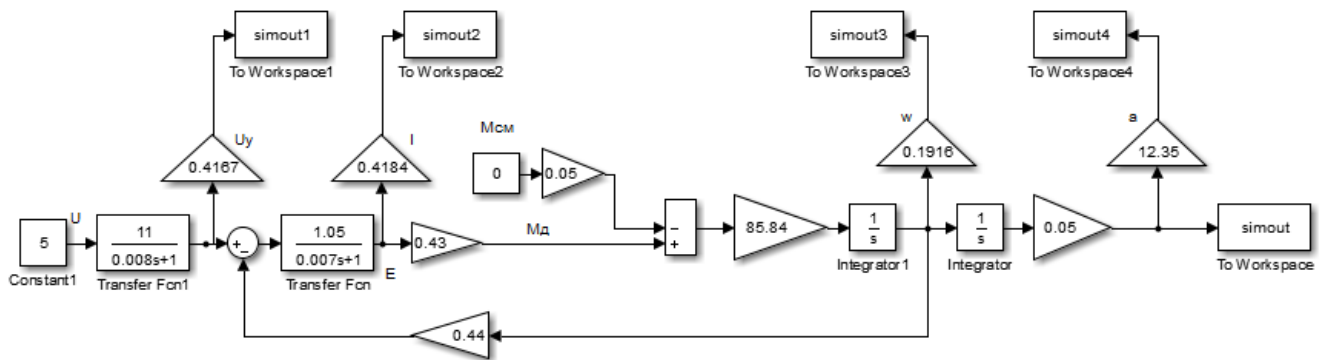 simout1
To Workspace1
simout2
To Workspace2
simout3
To Workspace3
simout4
To Workspace4
Uy
0.4167
I
0.4184
Мсм
0
0.05
w
0.1916
a
12.35
U
5
Constant1
11
0.008s+1
Transfer Fcn1
+
−
1.05
0.007s+1
Transfer Fcn
E
0.43
Мд
−
+
85.84
1
s
Integrator1
1
s
Integrator
0.05
simout
To Workspace
0.44